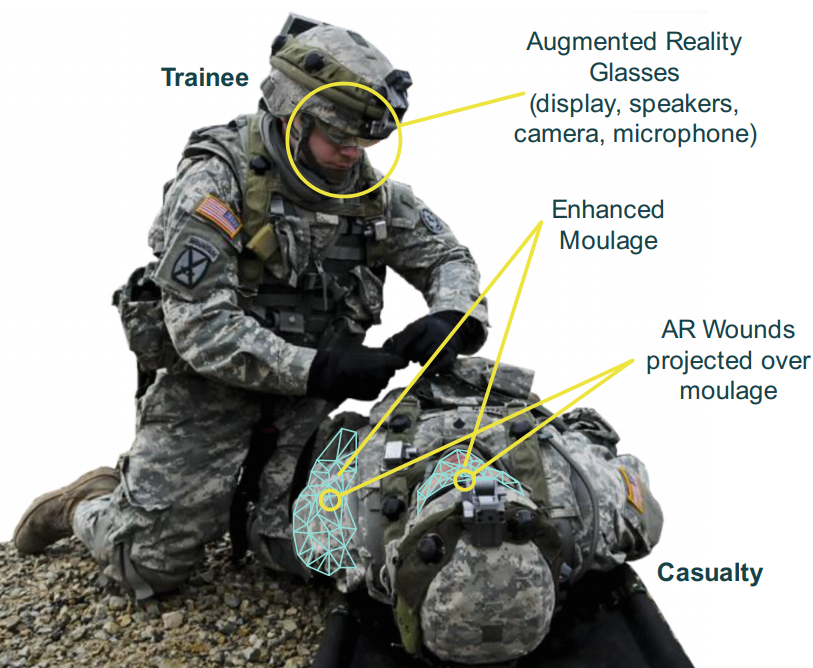 Trainee
Augmented Reality
Glasses
(display, speakers,
camera, microphone)
Enhanced
Moulage
AR Wounds
projected over
moulage
Casualty